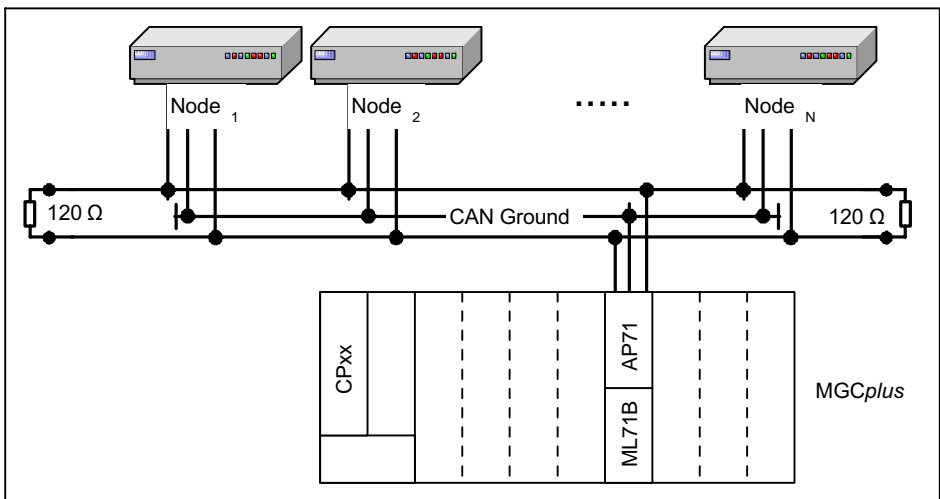 Node 1
Node 2
.....
Node N
120 Ω
CAN Ground
120 Ω
CPxx
AP71
ML71B
MGCplus